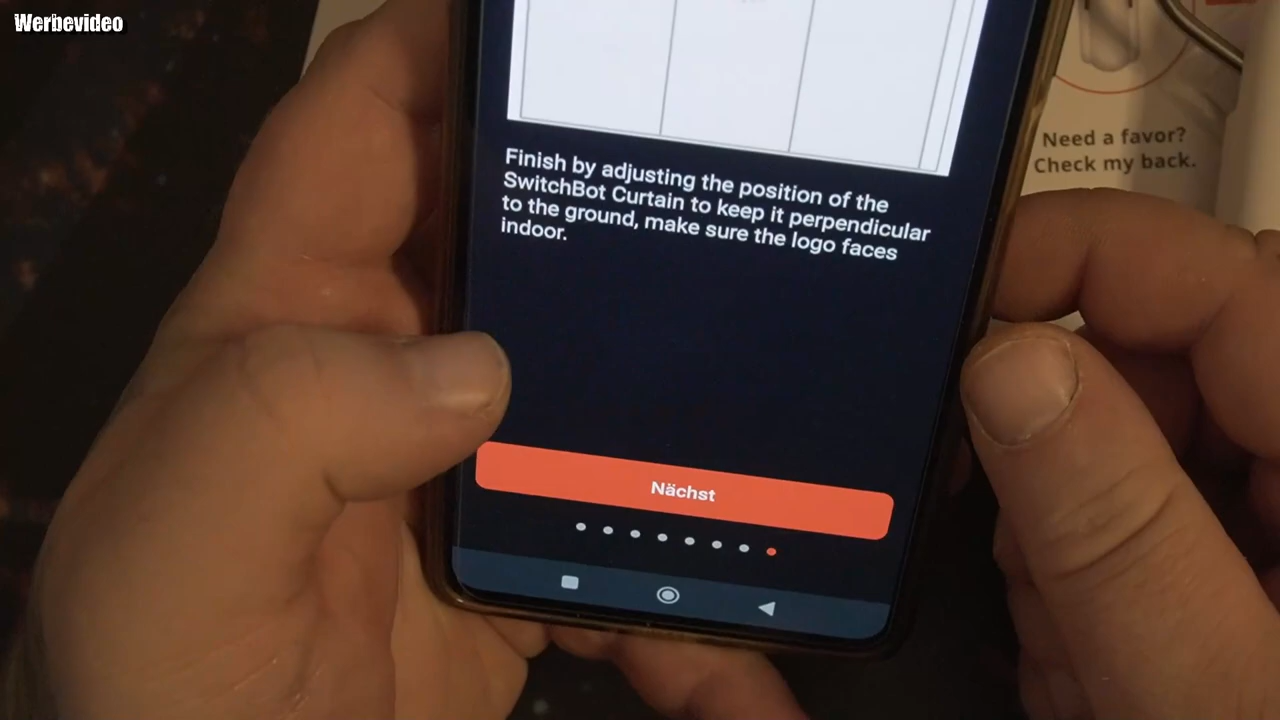 Werbevideo
Need a favor?
Check my back.
Finish by adjusting the position of the
SwitchBot Curtain to keep it perpendicular
to the ground, make sure the logo faces
indoor.
Nächst